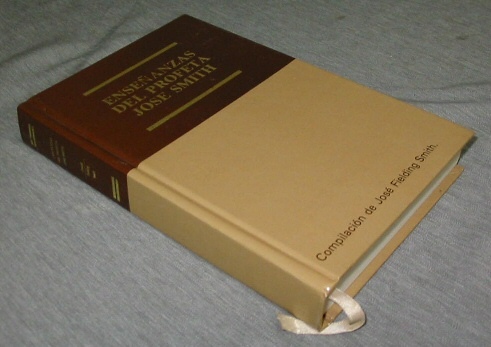 ENSEÑANZAS
DEL PROFETA
JOSE SMITH
Compilación de José Fielding Smith.